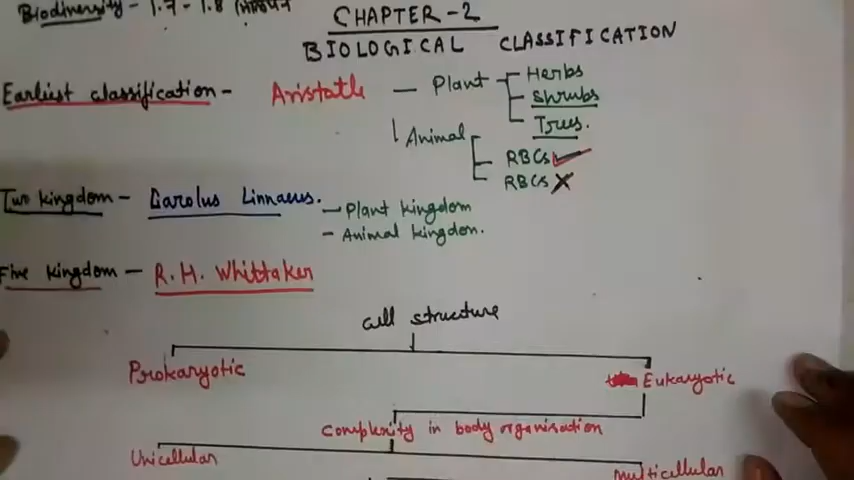 Biodiversity - 1.7 - 1.8 (million
CHAPTER-2
BIOLOGICAL CLASSIFICATION
Earliest classification - Aristatle — Plant
Herbs
Shrubs
Trees.
Animal
RBCs ✓
RBCs ✗
Two kingdom - Carolus Linnaeus.
- Plant kingdom
- Animal kingdom.
Five kingdom - R.H. Whittaker
cell structure
Prokaryotic
Eukaryotic
Complexity in body organisation
Unicellular
Multicellular